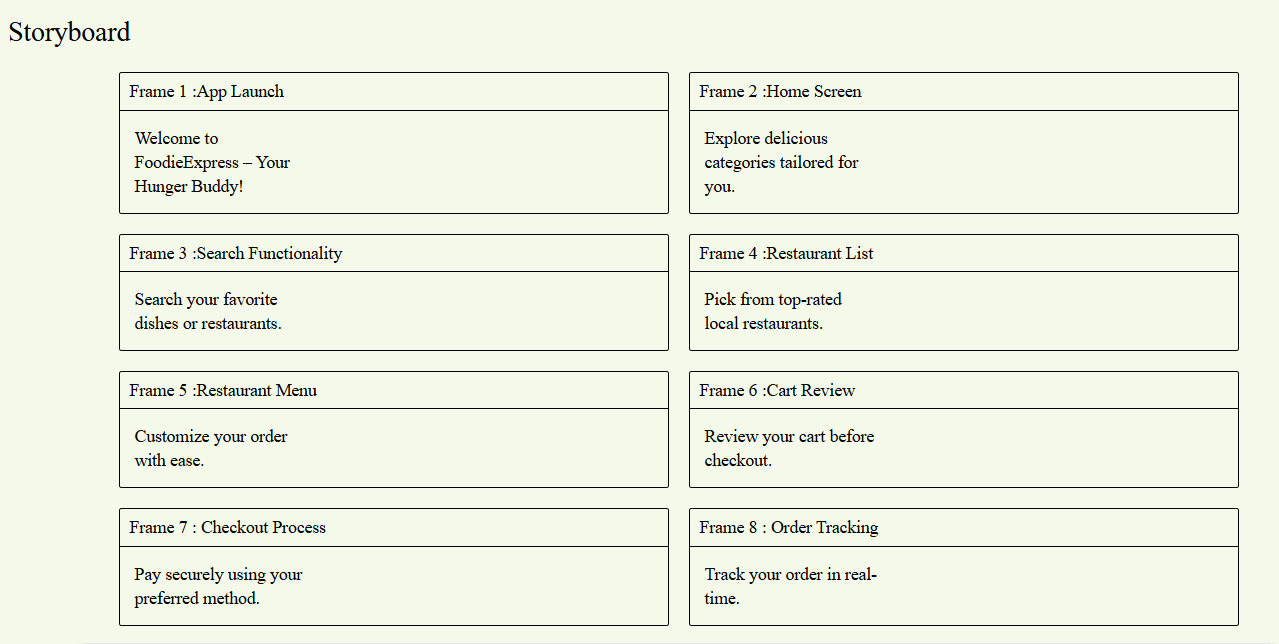 Storyboard
Frame 1 :App Launch
Welcome to
FoodieExpress – Your
Hunger Buddy!
Frame 2 :Home Screen
Explore delicious
categories tailored for
you.
Frame 3 :Search Functionality
Search your favorite
dishes or restaurants.
Frame 4 :Restaurant List
Pick from top-rated
local restaurants.
Frame 5 :Restaurant Menu
Customize your order
with ease.
Frame 6 :Cart Review
Review your cart before
checkout.
Frame 7 : Checkout Process
Pay securely using your
preferred method.
Frame 8 : Order Tracking
Track your order in real-
time.